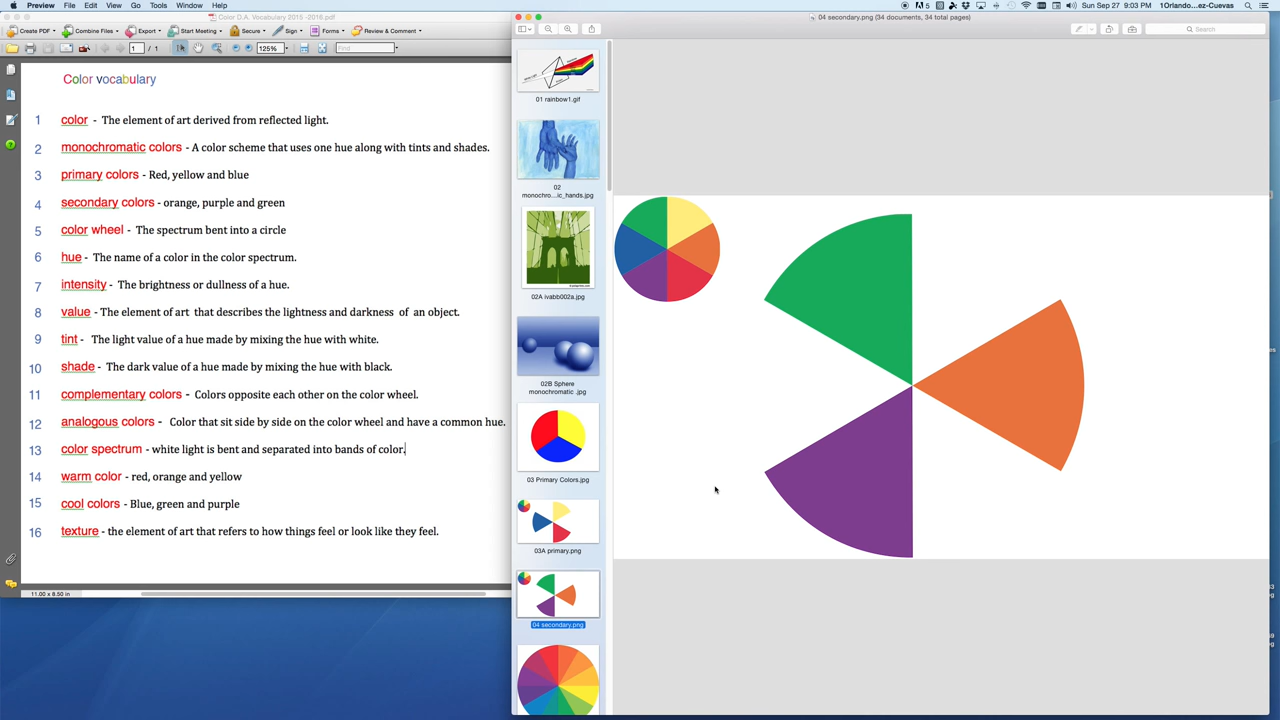 Preview File Edit View Go Tools Window Help
5 Sun Sep 27 9:03 PM 1Orlando...ez-Cuevas
Color D.A. Vocabulary 2015 -2016.pdf
Create PDF Combine Files Export Start Meeting Secure Sign Forms Review & Comment
1 / 1 125% Find
Color vocabulary
1 color - The element of art derived from reflected light.
2 monochromatic colors - A color scheme that uses one hue along with tints and shades.
3 primary colors - Red, yellow and blue
4 secondary colors - orange, purple and green
5 color wheel - The spectrum bent into a circle
6 hue - The name of a color in the color spectrum.
7 intensity - The brightness or dullness of a hue.
8 value - The element of art that describes the lightness and darkness of an object.
9 tint - The light value of a hue made by mixing the hue with white.
10 shade - The dark value of a hue made by mixing the hue with black.
11 complementary colors - Colors opposite each other on the color wheel.
12 analogous colors - Color that sit side by side on the color wheel and have a common hue.
13 color spectrum - white light is bent and separated into bands of color.
14 warm color - red, orange and yellow
15 cool colors - Blue, green and purple
16 texture - the element of art that refers to how things feel or look like they feel.
11.00 x 8.50 in
04 secondary.png (34 documents, 34 total pages)
Search
01 rainbow1.gif
02
monochro...ic_hands.jpg
02A ivabb002a.jpg
02B Sphere
monochromatic .jpg
03 Primary Colors.jpg
03A primary.png
04 secondary.png